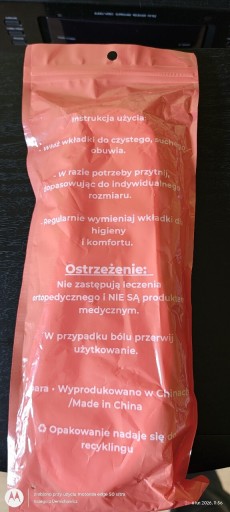 Instrukcja użycia
· Włóż wkładki do czystego, suchego
obuwia.
· w razie potrzeby przytnij,
dopasowując do indywidualnego
rozmiaru.
· Regularnie wymieniaj wkładki dla
higieny
i komfortu.
Ostrzeżenie:
Nie zastępują leczenia
ortopedycznego i NIE SĄ produktem
medycznym.
W przypadku bólu przerwij
użytkowanie.
para • Wyprodukowano w Chinach
/Made in China
♻ Opakowanie nadaje się do
recyklingu